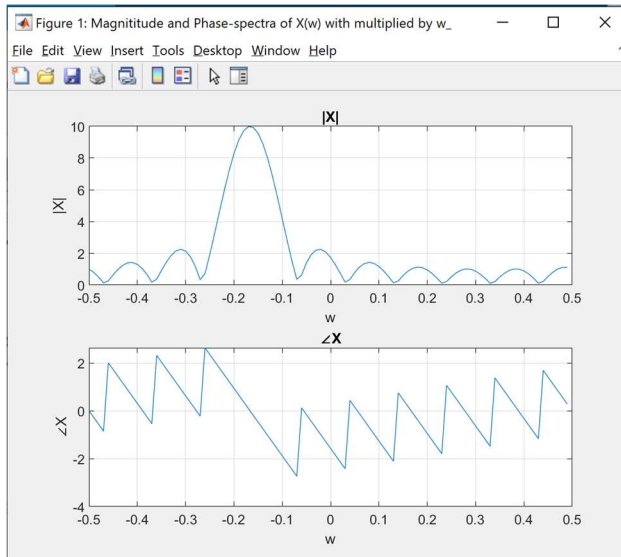 Figure 1: Magnititude and Phase-spectra of X(w) with multiplied by w_
File Edit View Insert Tools Desktop Window Help
|X|
10
8
6
4
2
0
|X|
-0.5 -0.4 -0.3 -0.2 -0.1 0 0.1 0.2 0.3 0.4 0.5
w
∠X
2
0
-2
-4
∠X
-0.5 -0.4 -0.3 -0.2 -0.1 0 0.1 0.2 0.3 0.4 0.5
w